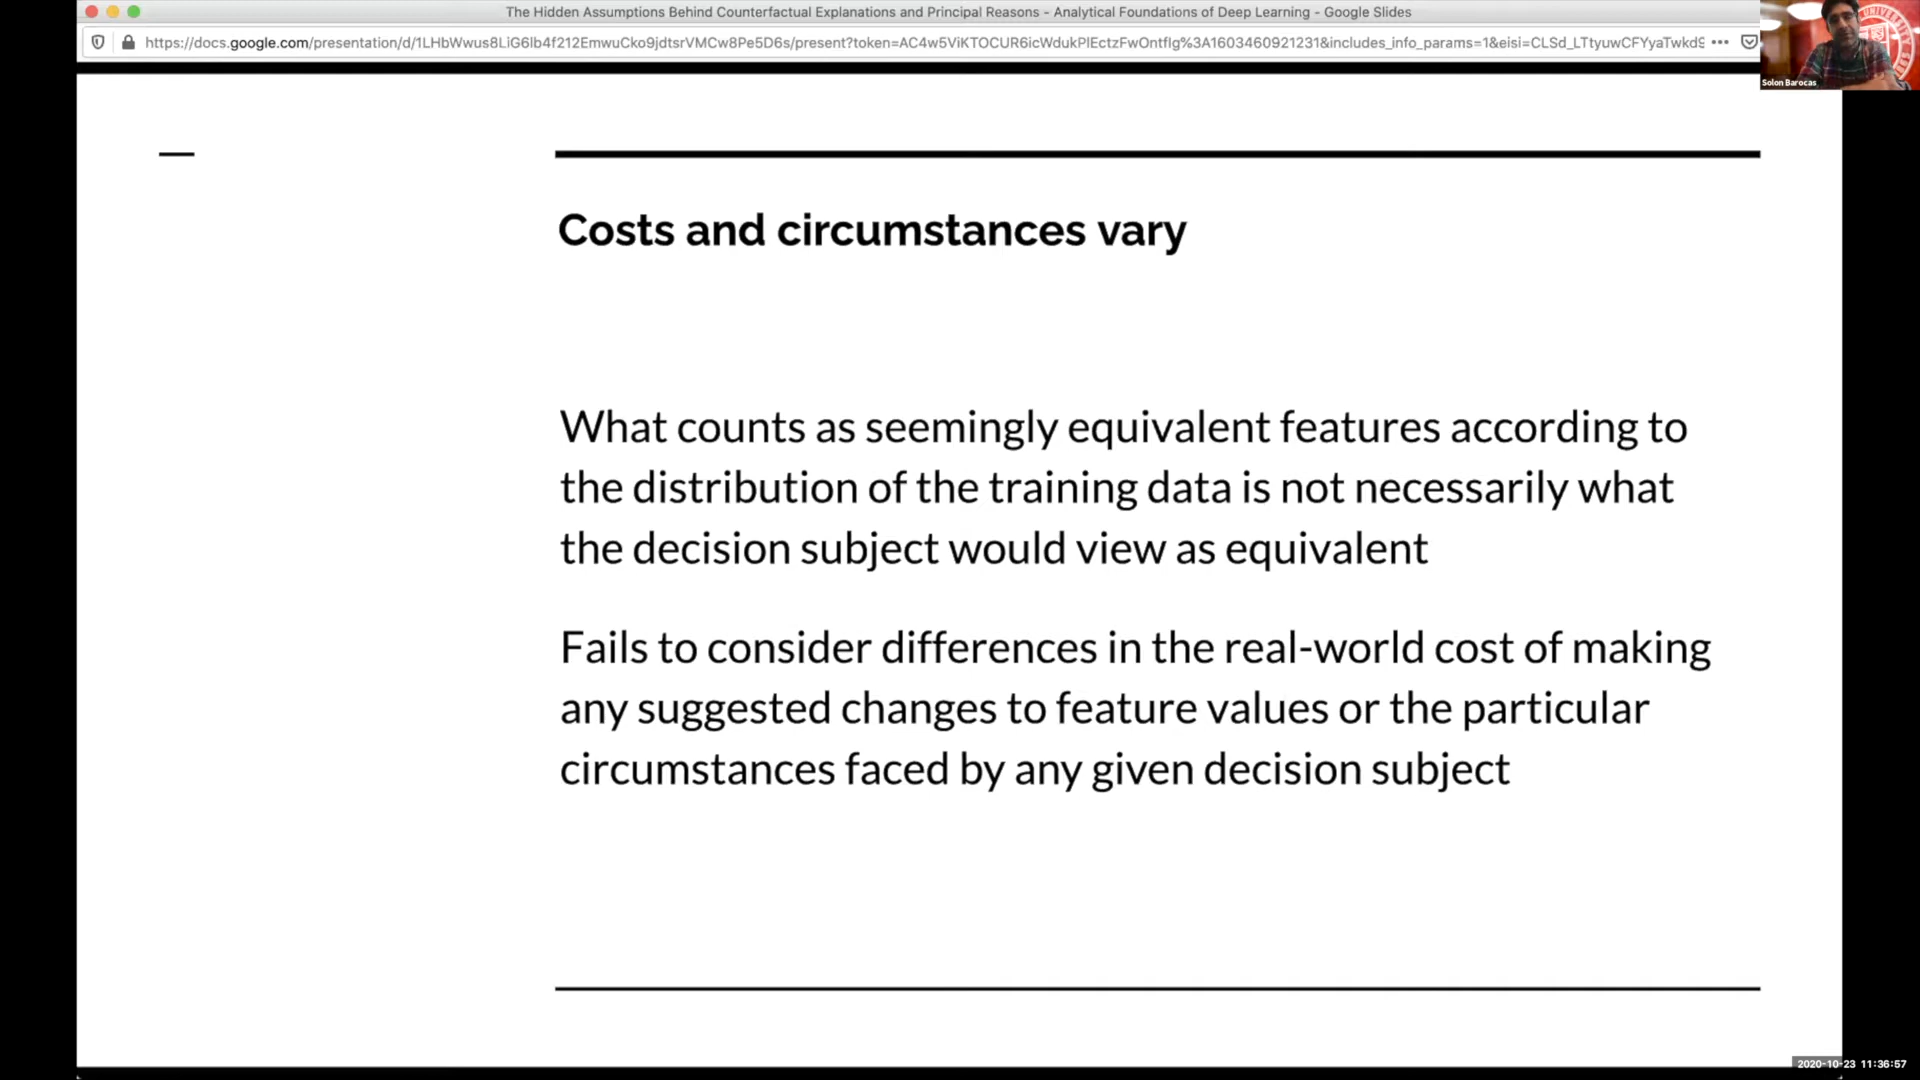 The Hidden Assumptions Behind Counterfactual Explanations and Principal Reasons - Analytical Foundations of Deep Learning - Google Slides
https://docs.google.com/presentation/d/1LHbWwus8LiG6lb4f212EmwuCko9jdtsrVMCw8Pe5D6s/present?token=AC4w5ViKTOCUR6icWdukPlEctzFwOntfIg%3A1603460921231&includes_info_params=1&eisi=CLSd_LTtyuwCFYyaTwkd9
Solon Barocas
Costs and circumstances vary
What counts as seemingly equivalent features according to
the distribution of the training data is not necessarily what
the decision subject would view as equivalent
Fails to consider differences in the real-world cost of making
any suggested changes to feature values or the particular
circumstances faced by any given decision subject
2020-10-23 11:36:57